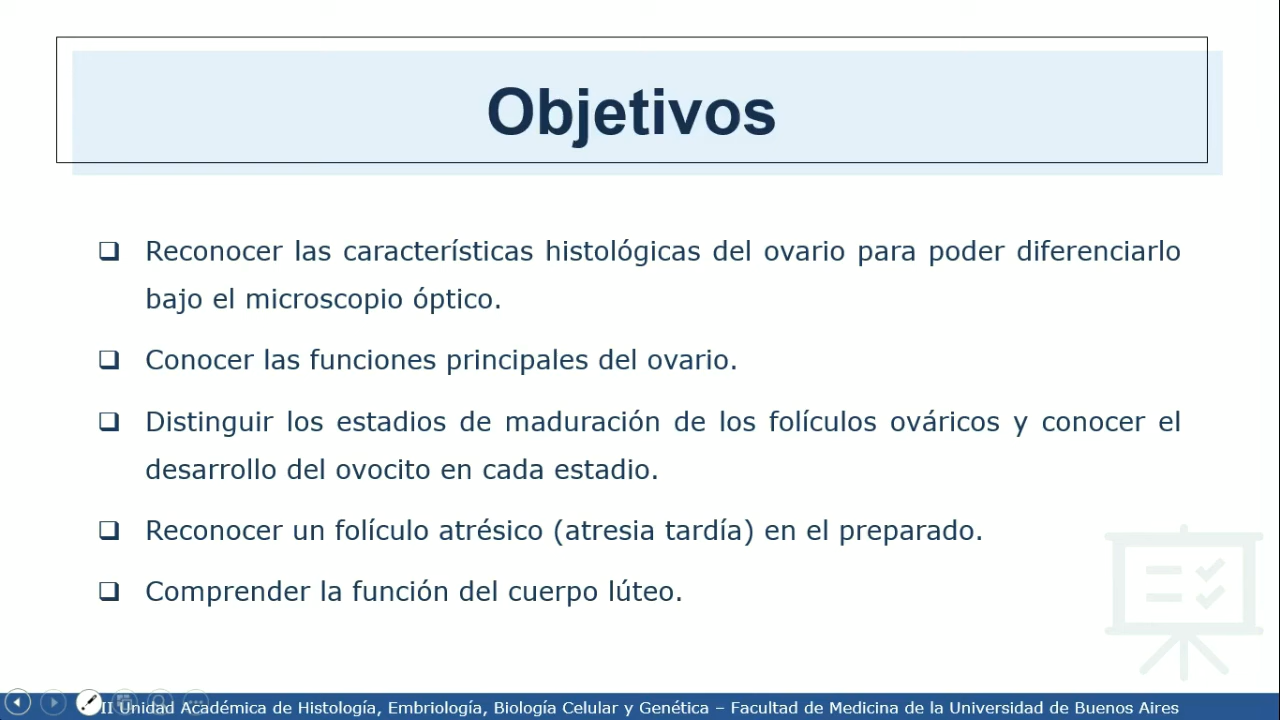 Objetivos
Reconocer las características histológicas del ovario para poder diferenciarlo
bajo el microscopio óptico.
Conocer las funciones principales del ovario.
Distinguir los estadios de maduración de los folículos ováricos y conocer el
desarrollo del ovocito en cada estadio.
Reconocer un folículo atrésico (atresia tardía) en el preparado.
Comprender la función del cuerpo lúteo.
II Unidad Académica de Histología, Embriología, Biología Celular y Genética – Facultad de Medicina de la Universidad de Buenos Aires